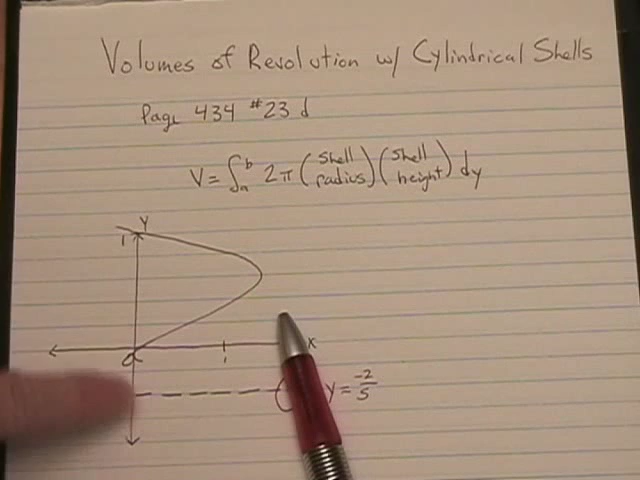 Volumes of Revolution w/ Cylindrical Shells
Page 434 #23 d
V = ∫ₐᵇ 2π (shell radius)(shell height) dy
y
1
x
0
1
y = -2/5